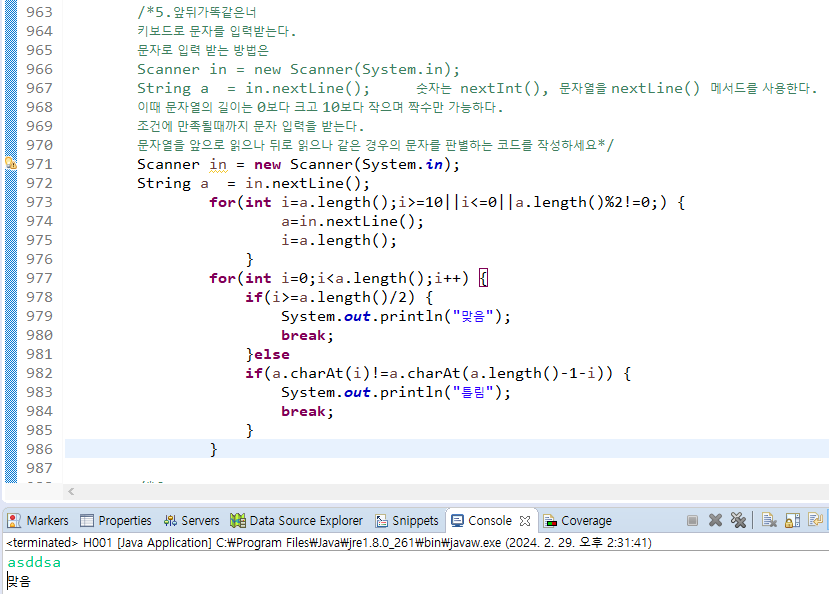 963 /*5.앞뒤가똑같은너
964 키보드로 문자를 입력받는다.
965 문자로 입력 받는 방법은
966 Scanner in = new Scanner(System.in);
967 String a  = in.nextLine();     숫자는 nextInt(), 문자열을 nextLine() 메서드를 사용한다.
968 이때 문자열의 길이는 0보다 크고 10보다 작으며 짝수만 가능하다.
969 조건에 만족될때까지 문자 입력을 받는다.
970 문자열을 앞으로 읽으나 뒤로 읽으나 같은 경우의 문자를 판별하는 코드를 작성하세요*/
971 Scanner in = new Scanner(System.in);
972 String a  = in.nextLine();
973 for(int i=a.length();i>=10||i<=0||a.length()%2!=0;) {
974 a=in.nextLine();
975 i=a.length();
976 }
977 for(int i=0;i<a.length();i++) {
978 if(i>=a.length()/2) {
979 System.out.println("맞음");
980 break;
981 }else
982 if(a.charAt(i)!=a.charAt(a.length()-1-i)) {
983 System.out.println("틀림");
984 break;
985 }
986 }
987
Markers Properties Servers Data Source Explorer Snippets Console Coverage
<terminated> H001 [Java Application] C:₩Program Files₩Java₩jre1.8.0_261₩bin₩javaw.exe (2024. 2. 29. 오후 2:31:41)
asddsa
맞음